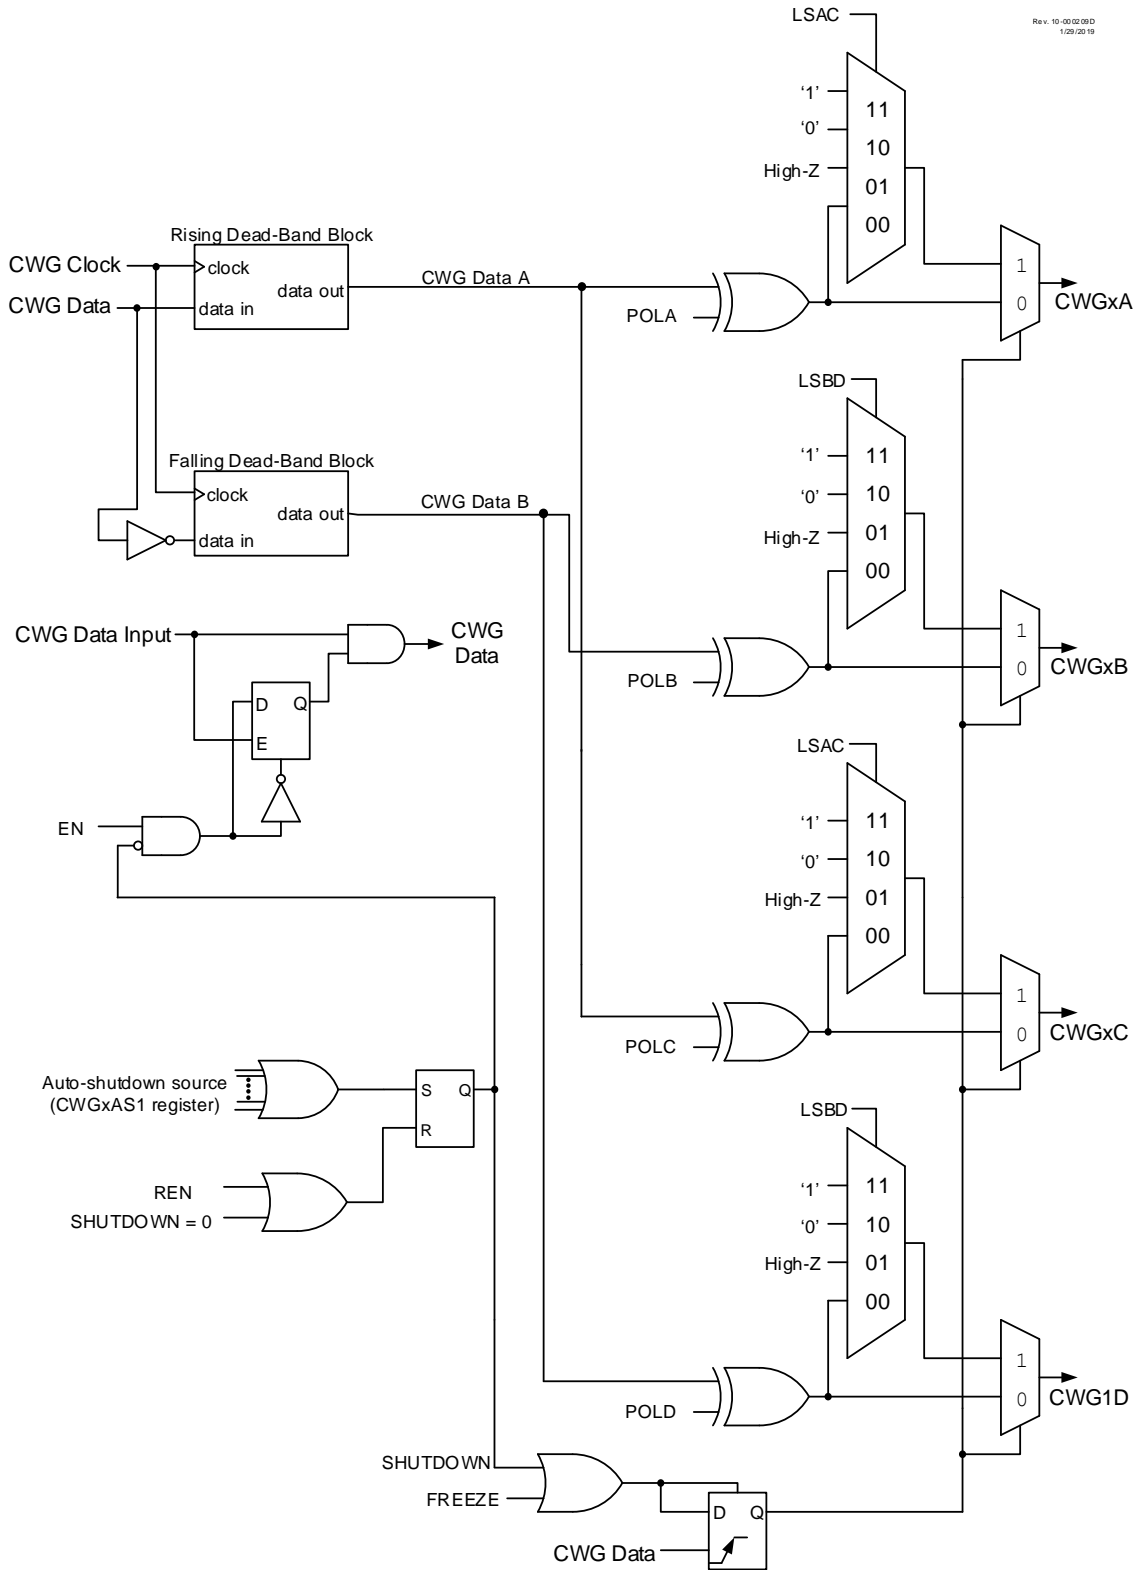 LSAC
Rev. 10-000209D
1/29/2019
'1'
11
'0'
10
High-Z
01
00
Rising Dead-Band Block
CWG Clock
clock
CWG Data A
1
data out
CWG Data
data in
CWGxA
0
POLA
LSBD
'1'
11
Falling Dead-Band Block
'0'
10
clock
CWG Data B
data out
High-Z
01
data in
00
CWG Data Input
CWG
Data
1
CWGxB
0
POLB
D
Q
E
LSAC
'1'
11
EN
'0'
10
High-Z
01
00
1
CWGxC
0
POLC
Auto-shutdown source
(CWGxAS1 register)
S
Q
R
LSBD
'1'
11
REN
SHUTDOWN = 0
'0'
10
High-Z
01
00
1
CWG1D
0
POLD
SHUTDOWN
FREEZE
D
Q
CWG Data